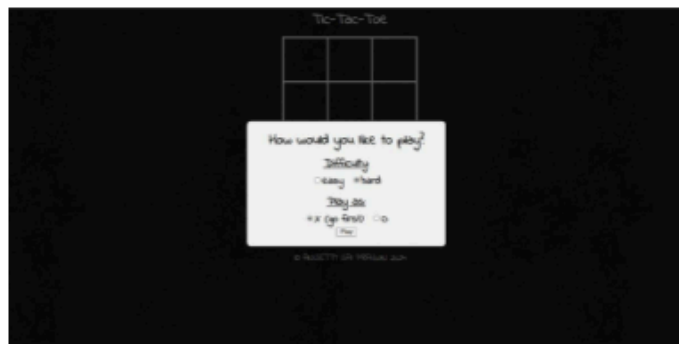 Tic-Tac-Toe
How would you like to play?
Difficulty
easy hard
Play as:
X (go first) O
Play